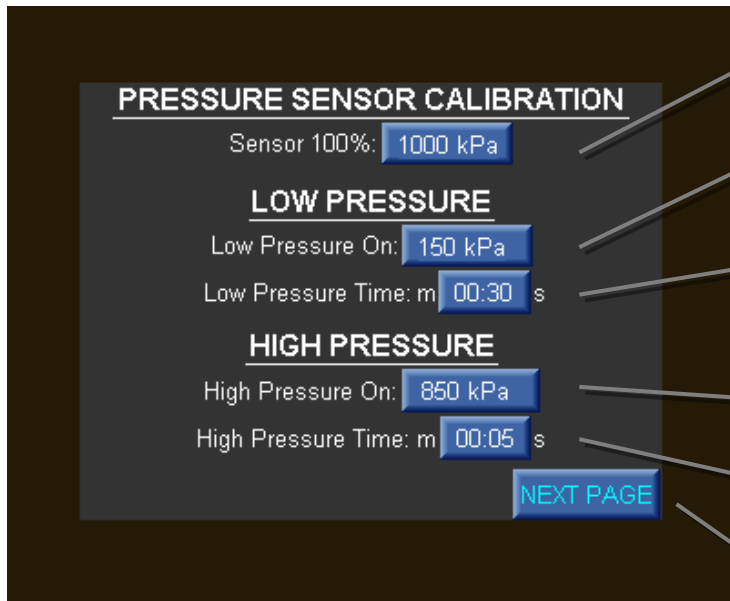 PRESSURE SENSOR CALIBRATION
Sensor 100%: 1000 kPa
LOW PRESSURE
Low Pressure On: 150 kPa
Low Pressure Time: m 00:30 s
HIGH PRESSURE
High Pressure On: 850 kPa
High Pressure Time: m 00:05 s
NEXT PAGE